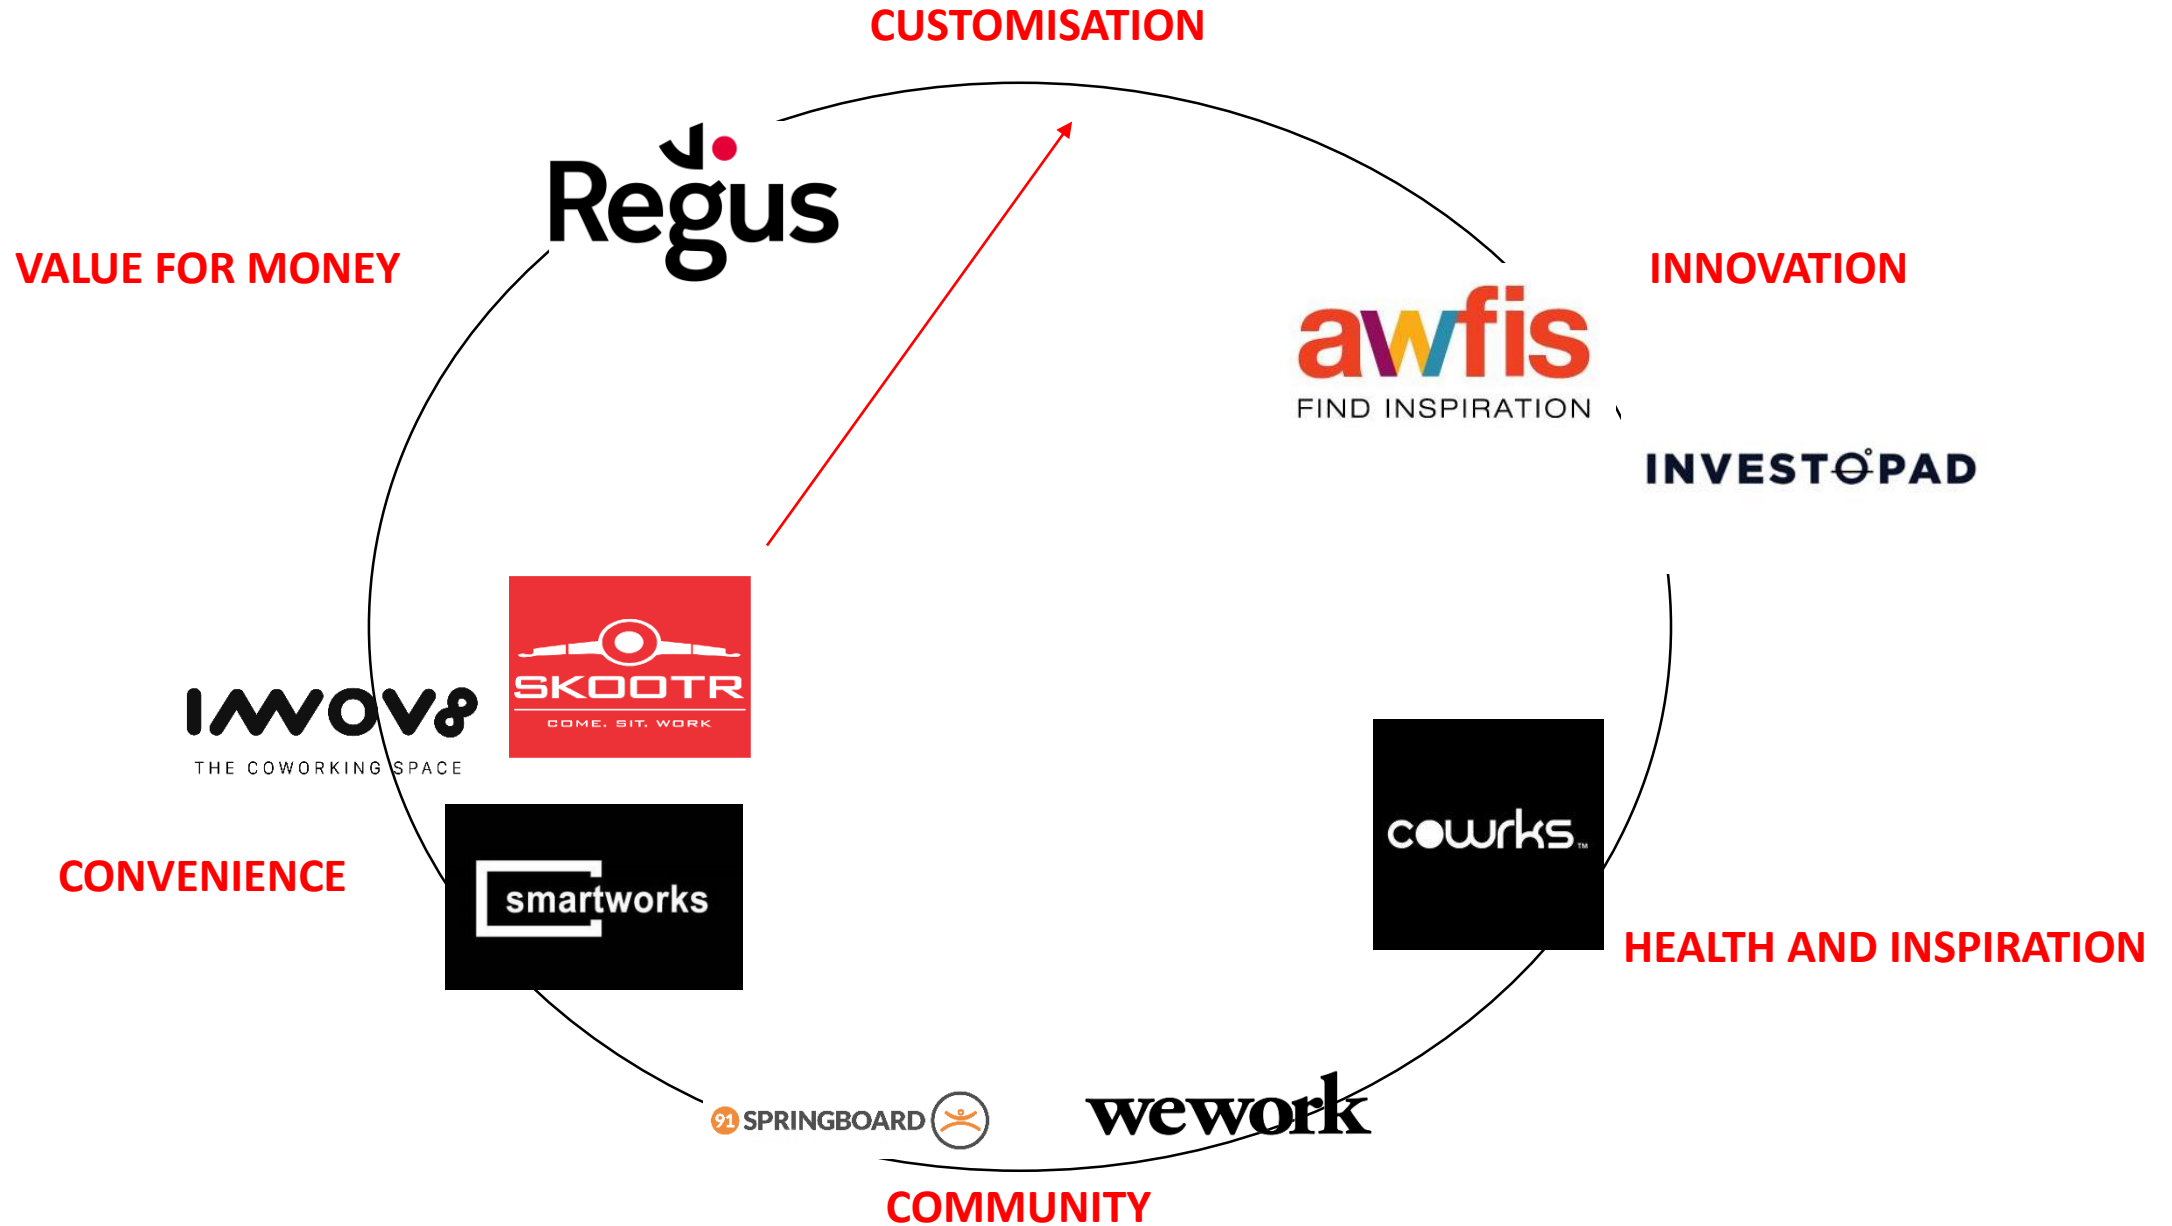 CUSTOMISATION
Regus
VALUE FOR MONEY
INNOVATION
awfis
FIND INSPIRATION
INVESTOPAD
SKOOTR
COME. SIT. WORK
INNOV8
THE COWORKING SPACE
smartworks
cowrks™
CONVENIENCE
HEALTH AND INSPIRATION
91 SPRINGBOARD
wework
COMMUNITY